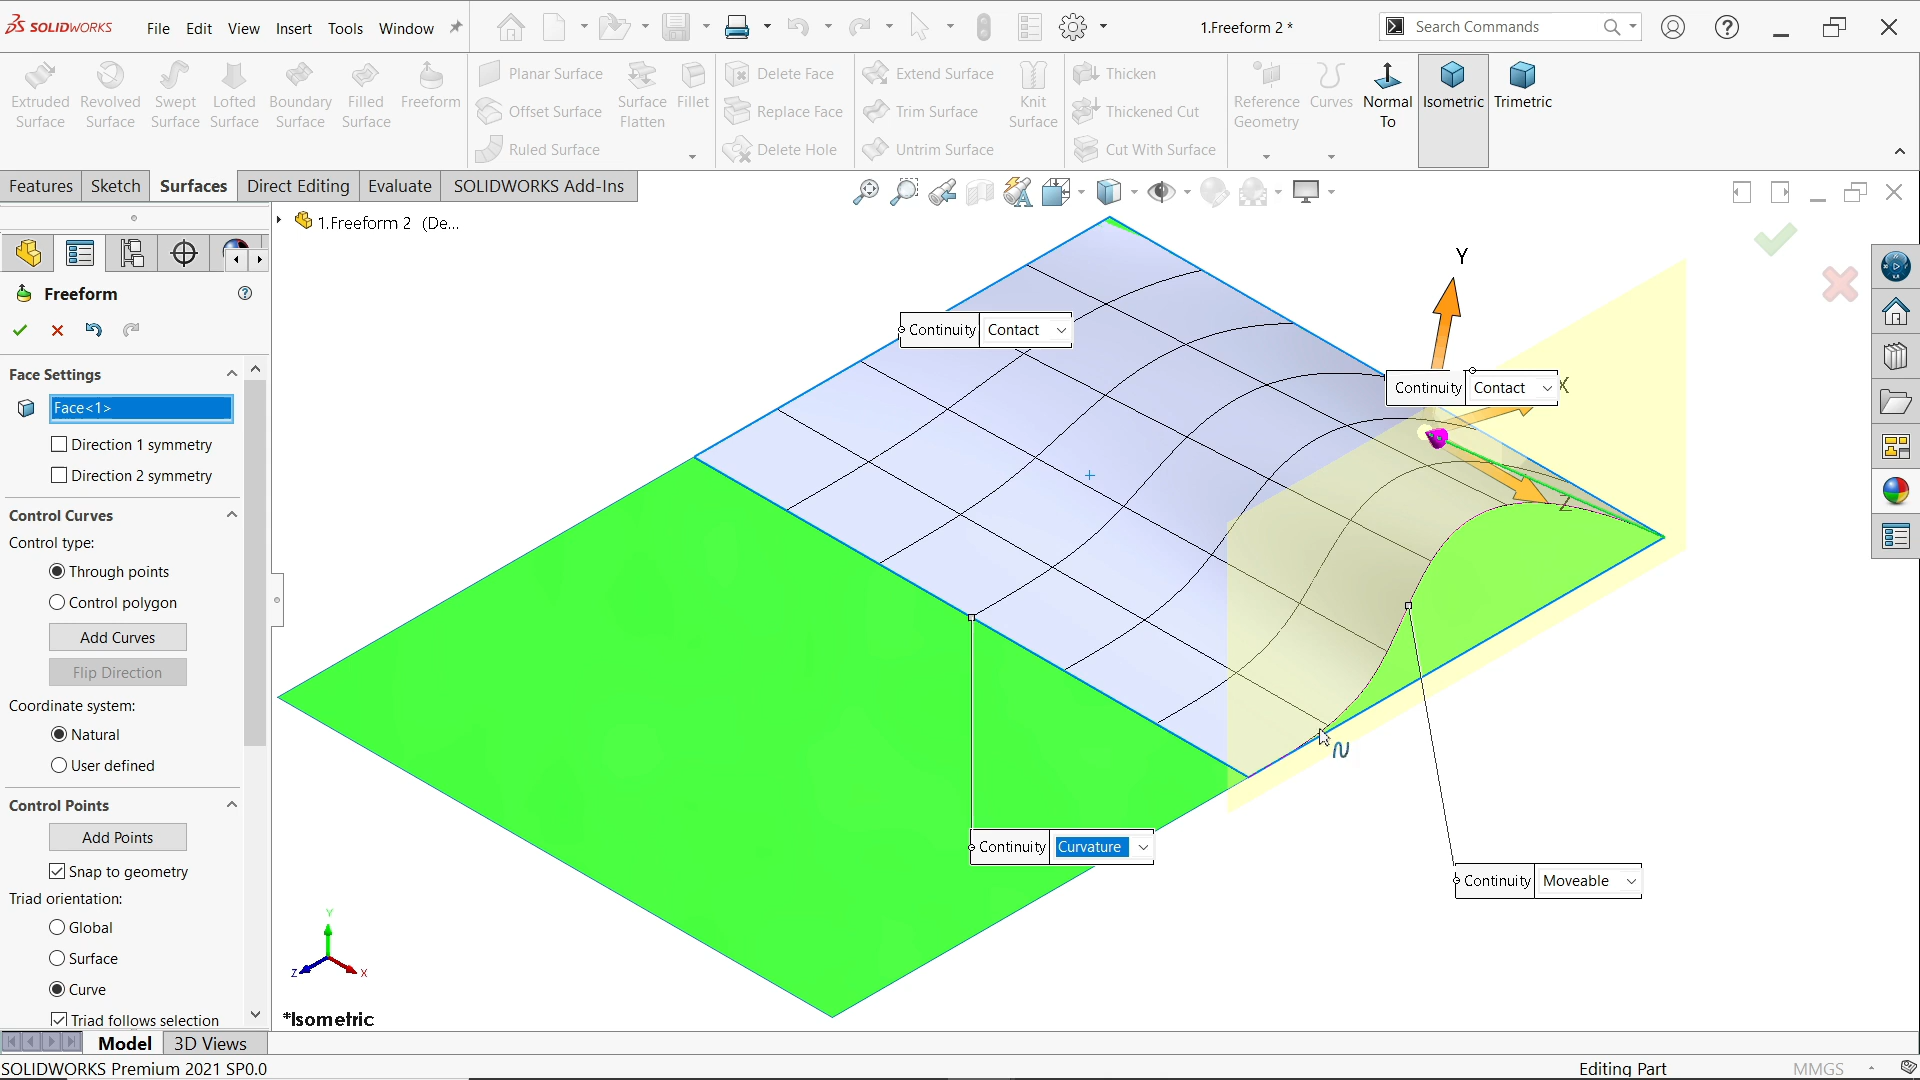 SOLIDWORKS File Edit View Insert Tools Window 1.Freeform 2 * Search Commands
Extruded Surface
Revolved Surface
Swept Surface
Lofted Surface
Boundary Surface
Filled Surface
Freeform
Planar Surface
Offset Surface
Ruled Surface
Surface Flatten
Fillet
Delete Face
Replace Face
Delete Hole
Extend Surface
Trim Surface
Untrim Surface
Knit Surface
Thicken
Thickened Cut
Cut With Surface
Reference Geometry
Curves
Normal To
Isometric
Trimetric
Features Sketch Surfaces Direct Editing Evaluate SOLIDWORKS Add-Ins
1.Freeform 2 (De...
Freeform
Face Settings
Face<1>
Direction 1 symmetry
Direction 2 symmetry
Control Curves
Control type:
Through points
Control polygon
Add Curves
Flip Direction
Coordinate system:
Natural
User defined
Control Points
Add Points
Snap to geometry
Triad orientation:
Global
Surface
Curve
Triad follows selection
Y
X
Z
Continuity Contact
Continuity Contact
Continuity Curvature
Continuity Moveable
Y
Z
X
*Isometric
Model 3D Views
SOLIDWORKS Premium 2021 SP0.0 Editing Part MMGS